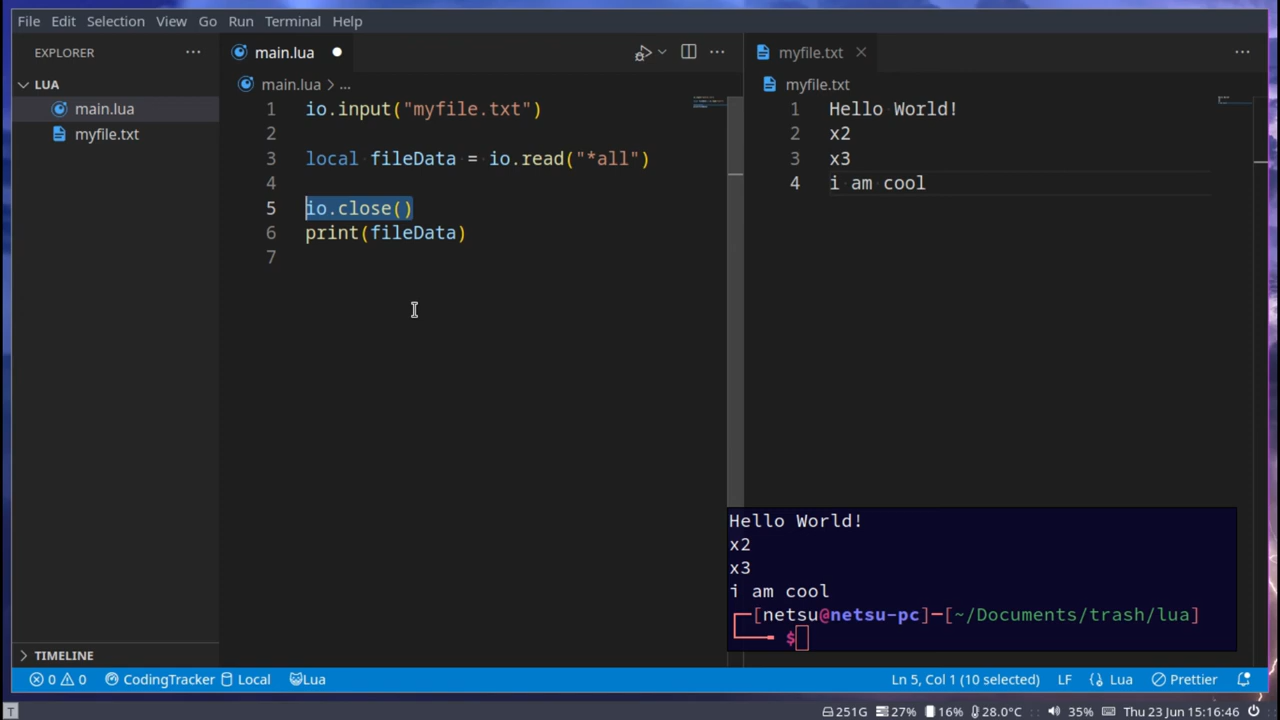 File Edit Selection View Go Run Terminal Help
EXPLORER ...
LUA
main.lua
myfile.txt
TIMELINE
main.lua
main.lua > ...
1 io.input("myfile.txt")
2
3 local fileData = io.read("*all")
4
5 io.close()
6 print(fileData)
7
myfile.txt
myfile.txt
1 Hello World!
2 x2
3 x3
4 i am cool
Hello World!
x2
x3
i am cool
[netsu@netsu-pc]-[~/Documents/trash/lua]
$
0 0 CodingTracker Local Lua Ln 5, Col 1 (10 selected) LF Lua Prettier
T 251G 27% 16% 28.0°C 35% Thu 23 Jun 15:16:46